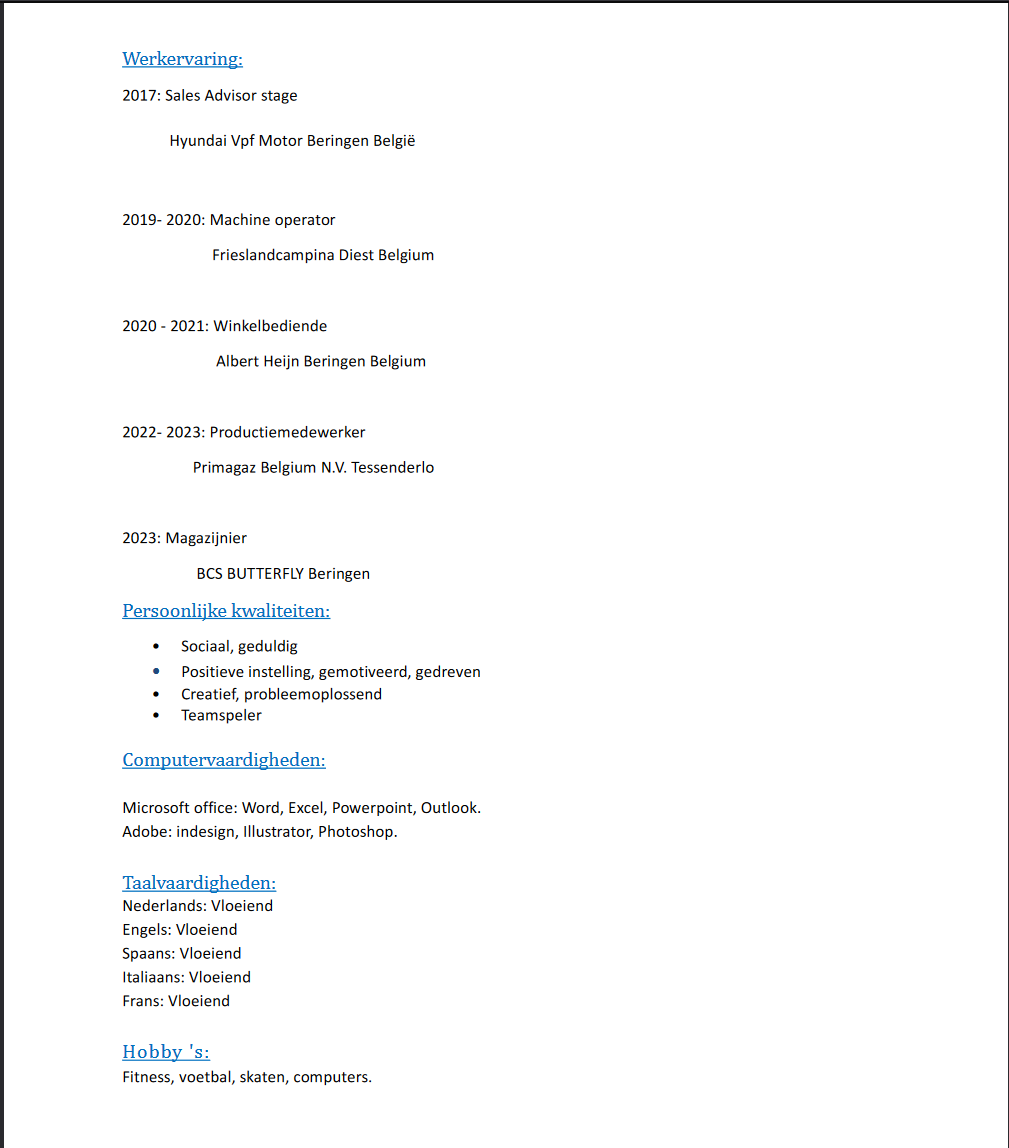 Werkervaring:
2017: Sales Advisor stage
Hyundai Vpf Motor Beringen België
2019- 2020: Machine operator
Frieslandcampina Diest Belgium
2020 - 2021: Winkelbediende
Albert Heijn Beringen Belgium
2022- 2023: Productiemedewerker
Primagaz Belgium N.V. Tessenderlo
2023: Magazijnier
BCS BUTTERFLY Beringen
Persoonlijke kwaliteiten:
• Sociaal, geduldig
• Positieve instelling, gemotiveerd, gedreven
• Creatief, probleemoplossend
• Teamspeler
Computervaardigheden:
Microsoft office: Word, Excel, Powerpoint, Outlook.
Adobe: indesign, Illustrator, Photoshop.
Taalvaardigheden:
Nederlands: Vloeiend
Engels: Vloeiend
Spaans: Vloeiend
Italiaans: Vloeiend
Frans: Vloeiend
Hobby 's:
Fitness, voetbal, skaten, computers.